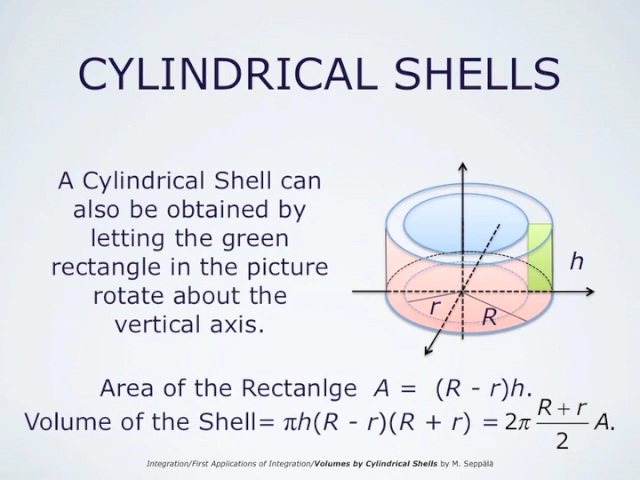 CYLINDRICAL SHELLS
A Cylindrical Shell can
also be obtained by
letting the green
rectangle in the picture
rotate about the
vertical axis.
h
r
R
Area of the Rectanlge A = (R - r)h.
Volume of the Shell= πh(R - r)(R + r) = 2π (R + r)/2 A.
Integration/First Applications of Integration/Volumes by Cylindrical Shells by M. Seppälä